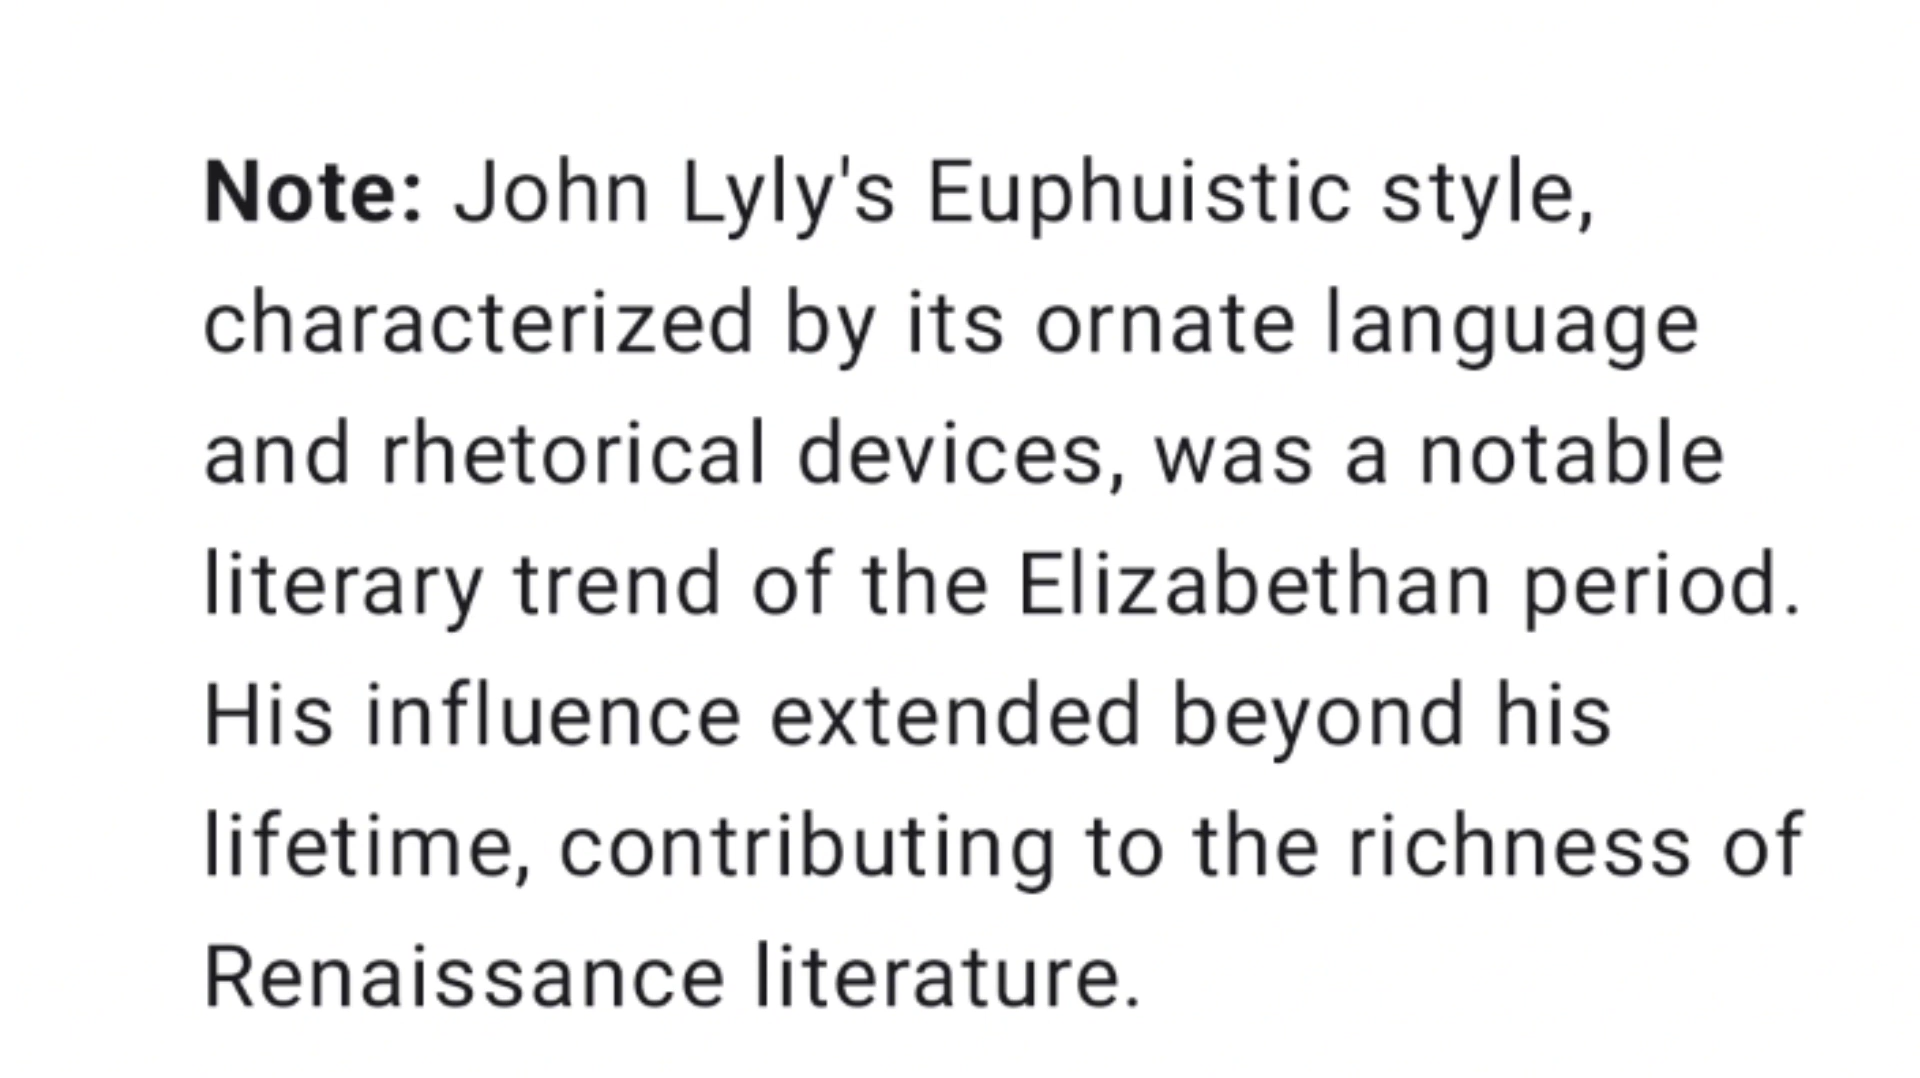 Note: John Lyly's Euphuistic style,
characterized by its ornate language
and rhetorical devices, was a notable
literary trend of the Elizabethan period.
His influence extended beyond his
lifetime, contributing to the richness of
Renaissance literature.